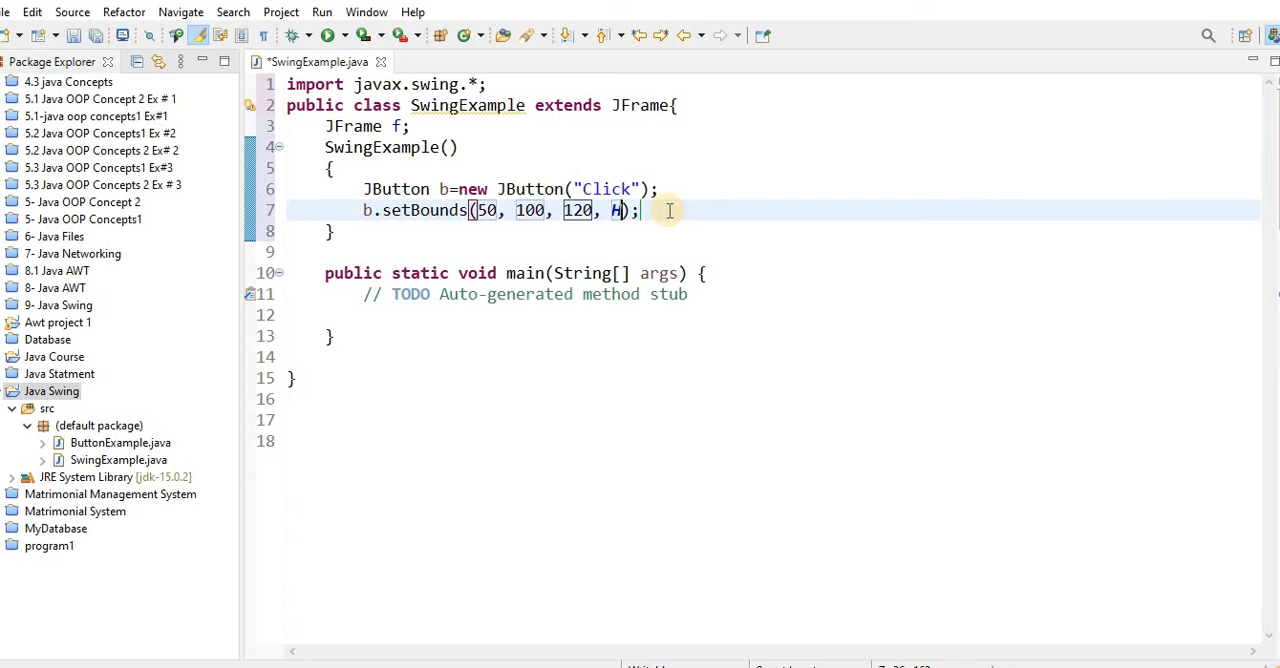 ile Edit Source Refactor Navigate Search Project Run Window Help
Package Explorer
*SwingExample.java
4.3 java Concepts
5.1 Java OOP Concept 2 Ex # 1
5.1-java oop concepts1 Ex#1
5.2 Java OOP Concepts1 Ex #2
5.2 Java OOP Concepts 2 Ex# 2
5.3 Java OOP Concepts1 Ex#3
5.3 Java OOP Concepts 2 Ex # 3
5- Java OOP Concept 2
5- Java OOP Concepts1
6- Java Files
7- Java Networking
8.1 Java AWT
8- Java AWT
9- Java Swing
Awt project 1
Database
Java Course
Java Statment
Java Swing
src
(default package)
ButtonExample.java
SwingExample.java
JRE System Library [jdk-15.0.2]
Matrimonial Management System
Matrimonial System
MyDatabase
program1
1 import javax.swing.*;
2 public class SwingExample extends JFrame{
3 JFrame f;
4 SwingExample()
5 {
6 JButton b=new JButton("Click");
7 b.setBounds(50, 100, 120, H);
8 }
9
10 public static void main(String[] args) {
11 // TODO Auto-generated method stub
12
13 }
14
15 }
16
17
18